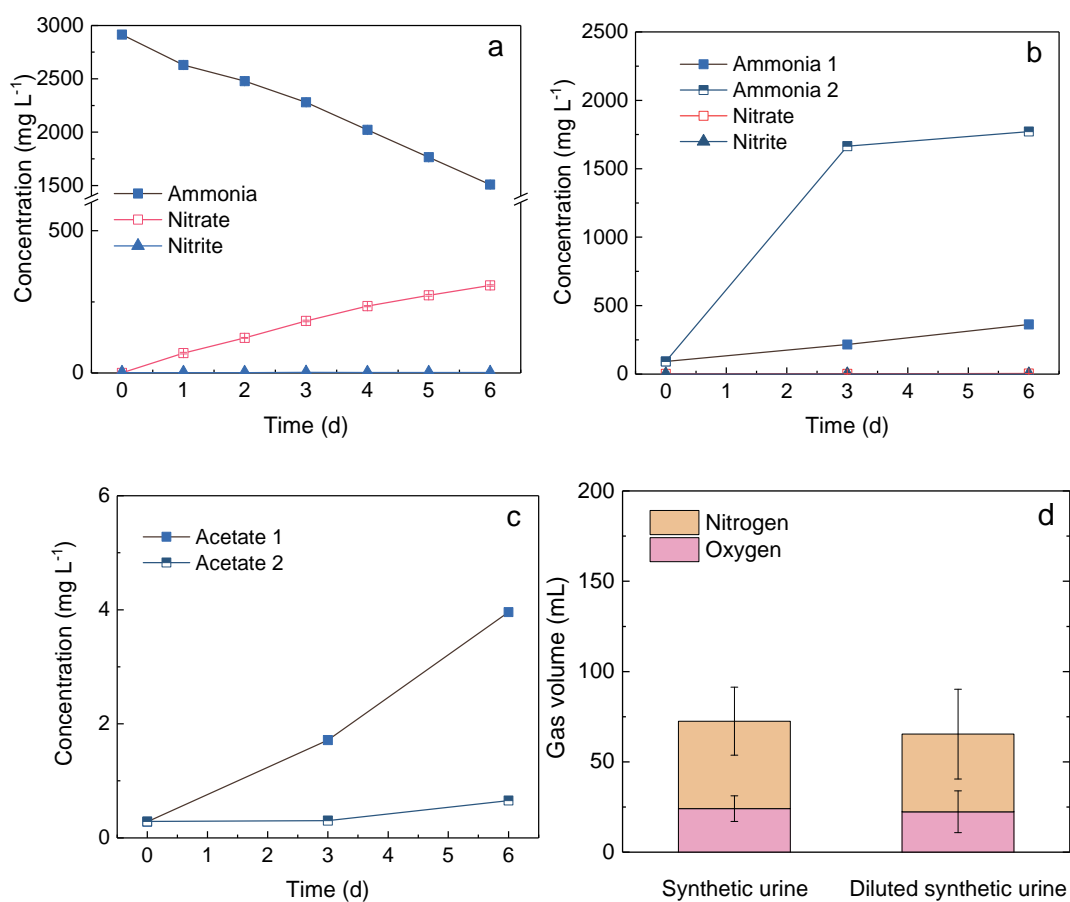 a
3000
2500
2000
1500
500
0
Concentration (mg L⁻¹)
Ammonia
Nitrate
Nitrite
0 1 2 3 4 5 6
Time (d)
b
2500
2000
1500
1000
500
0
Concentration (mg L⁻¹)
Ammonia 1
Ammonia 2
Nitrate
Nitrite
0 1 2 3 4 5 6
Time (d)
c
6
4
2
0
Concentration (mg L⁻¹)
Acetate 1
Acetate 2
0 1 2 3 4 5 6
Time (d)
d
200
150
100
50
0
Gas volume (mL)
Nitrogen
Oxygen
Synthetic urine
Diluted synthetic urine